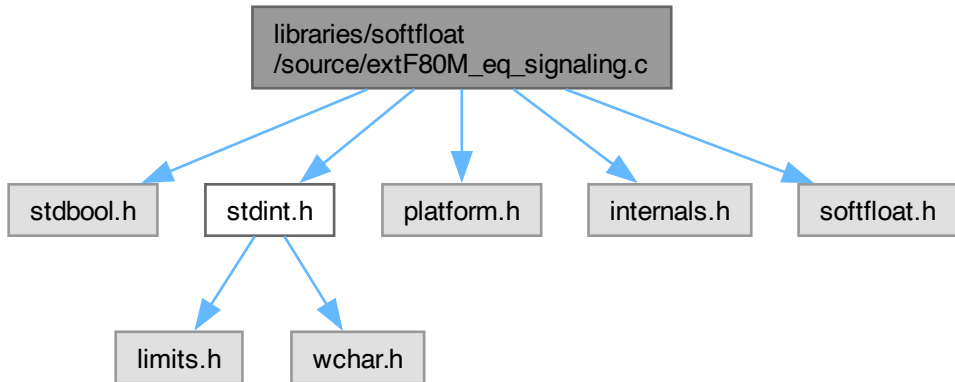 libraries/softfloat
/source/extF80M_eq_signaling.c
stdbool.h
stdint.h
platform.h
internals.h
softfloat.h
limits.h
wchar.h